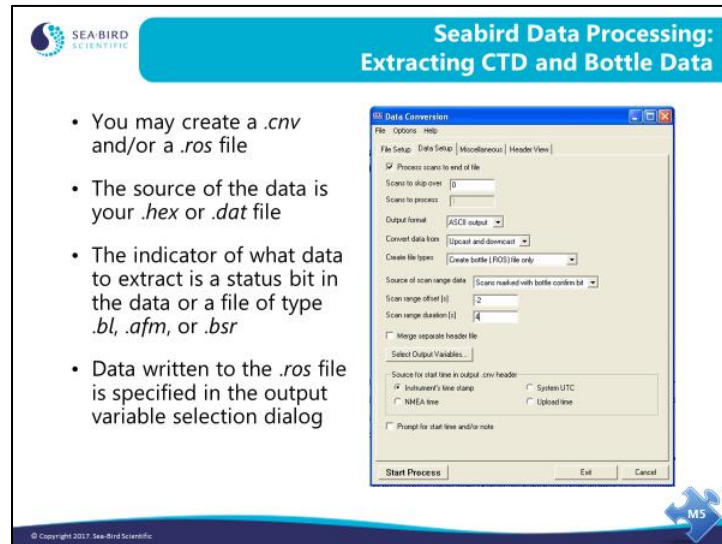 SEA·BIRD
SCIENTIFIC
Seabird Data Processing:
Extracting CTD and Bottle Data
• You may create a .cnv
and/or a .ros file
• The source of the data is
your .hex or .dat file
• The indicator of what data
to extract is a status bit in
the data or a file of type
.bl, .afm, or .bsr
• Data written to the .ros file
is specified in the output
variable selection dialog
Data Conversion
File Options Help
File Setup Data Setup Miscellaneous Header View
Process scans to end of file
Scans to skip over 0
Scans to process
Output format ASCII output
Convert data from Upcast and downcast
Create file types Create bottle (.ROS) file only
Source of scan range data Scans marked with bottle confirm bit
Scan range offset [s] -2
Scan range duration [s] 4
Merge separate header file
Select Output Variables...
Source for start time in output .cnv header
Instrument's time stamp System UTC
NMEA time Upload time
Prompt for start time and/or note
Start Process Exit Cancel
M5
© Copyright 2017. Sea-Bird Scientific